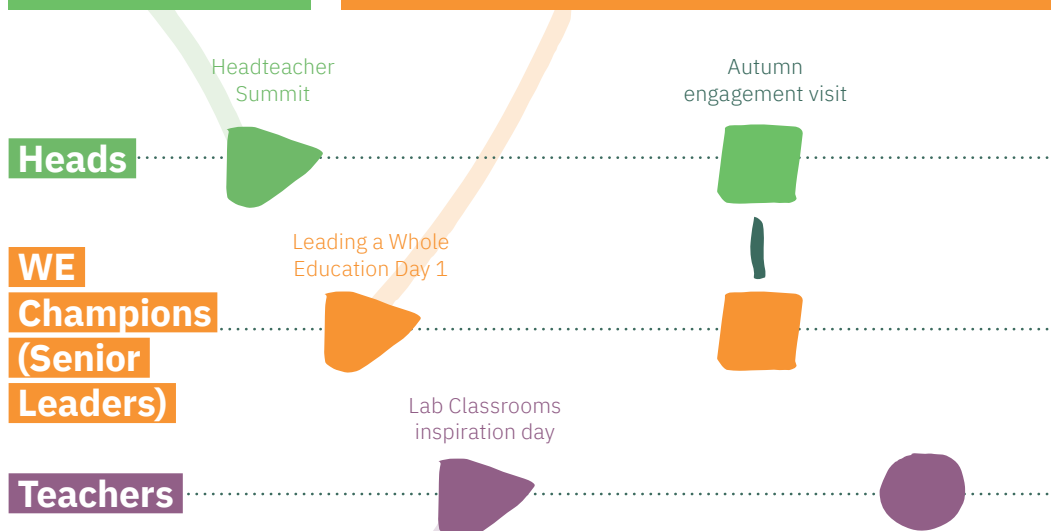 Headteacher
Summit
Autumn
engagement visit
Heads
Leading a Whole
Education Day 1
WE
Champions
(Senior
Leaders)
Lab Classrooms
inspiration day
Teachers